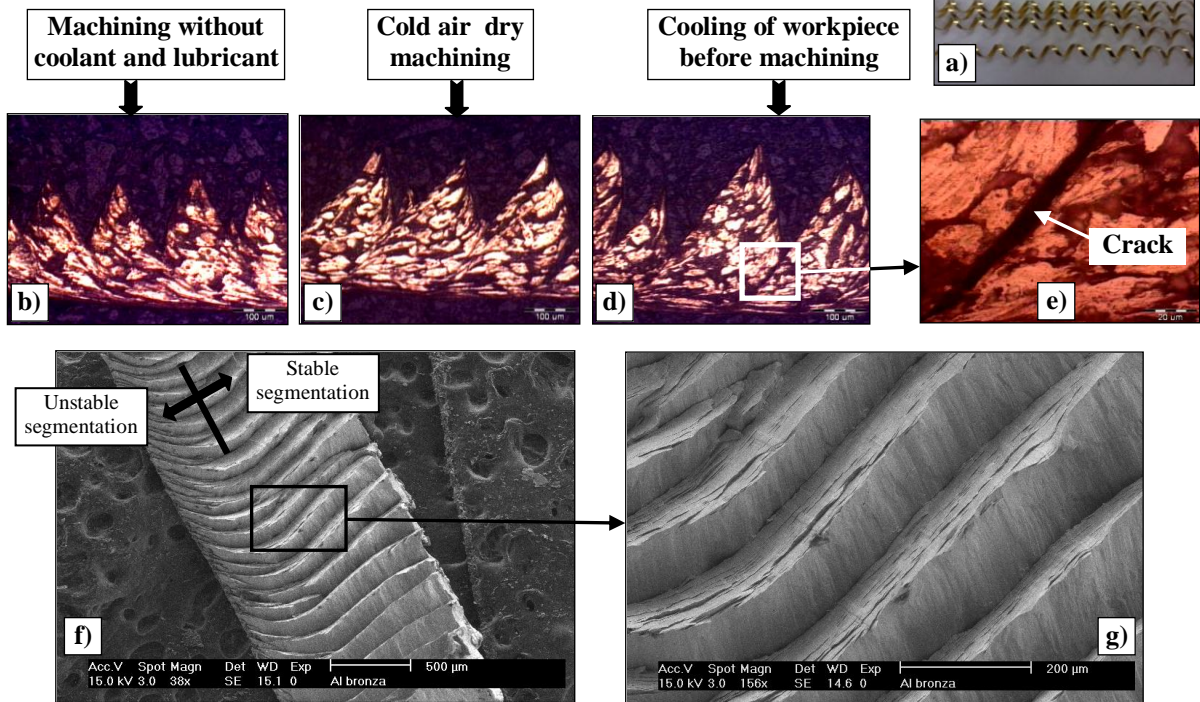 Machining without
coolant and lubricant
Cold air dry
machining
Cooling of workpiece
before machining
a)
b)
100 um
c)
100 um
d)
100 um
Crack
e)
20 um
Unstable
segmentation
Stable
segmentation
f)
Acc.V Spot Magn Det WD Exp 500 µm
15.0 kV 3.0 38x SE 15.1 0 Al bronza
g)
Acc.V Spot Magn Det WD Exp 200 µm
15.0 kV 3.0 156x SE 14.6 0 Al bronza